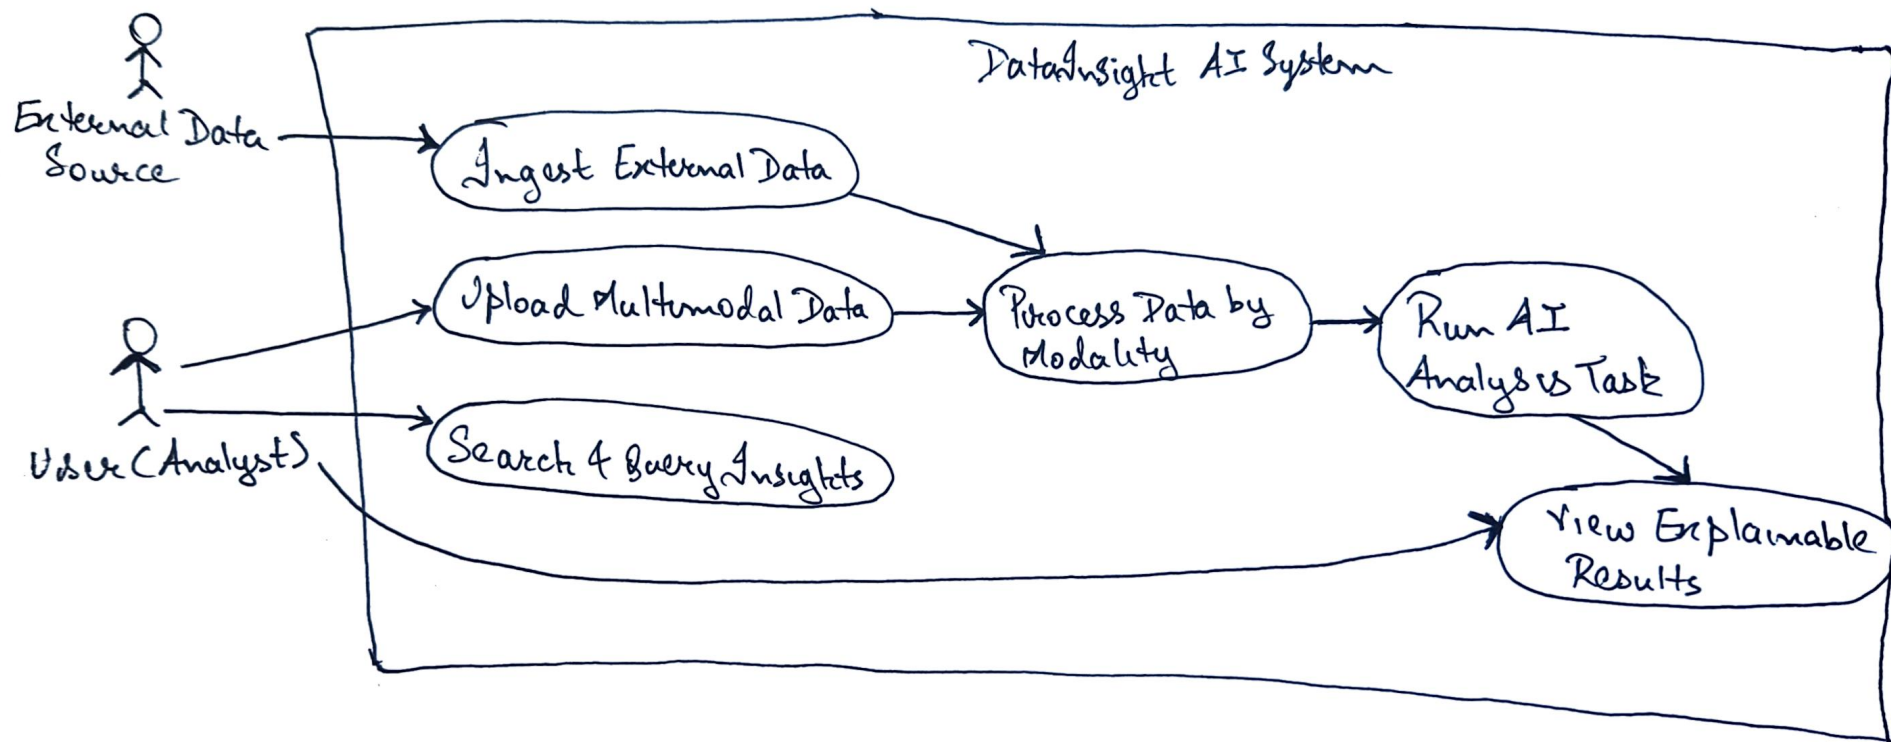 DataInsight AI System
External Data
Source
Ingest External Data
Upload Multimodal Data
Process Data by
Modality
Run AI
Analysis Task
User (Analyst)
Search & Query Insights
View Explainable
Results